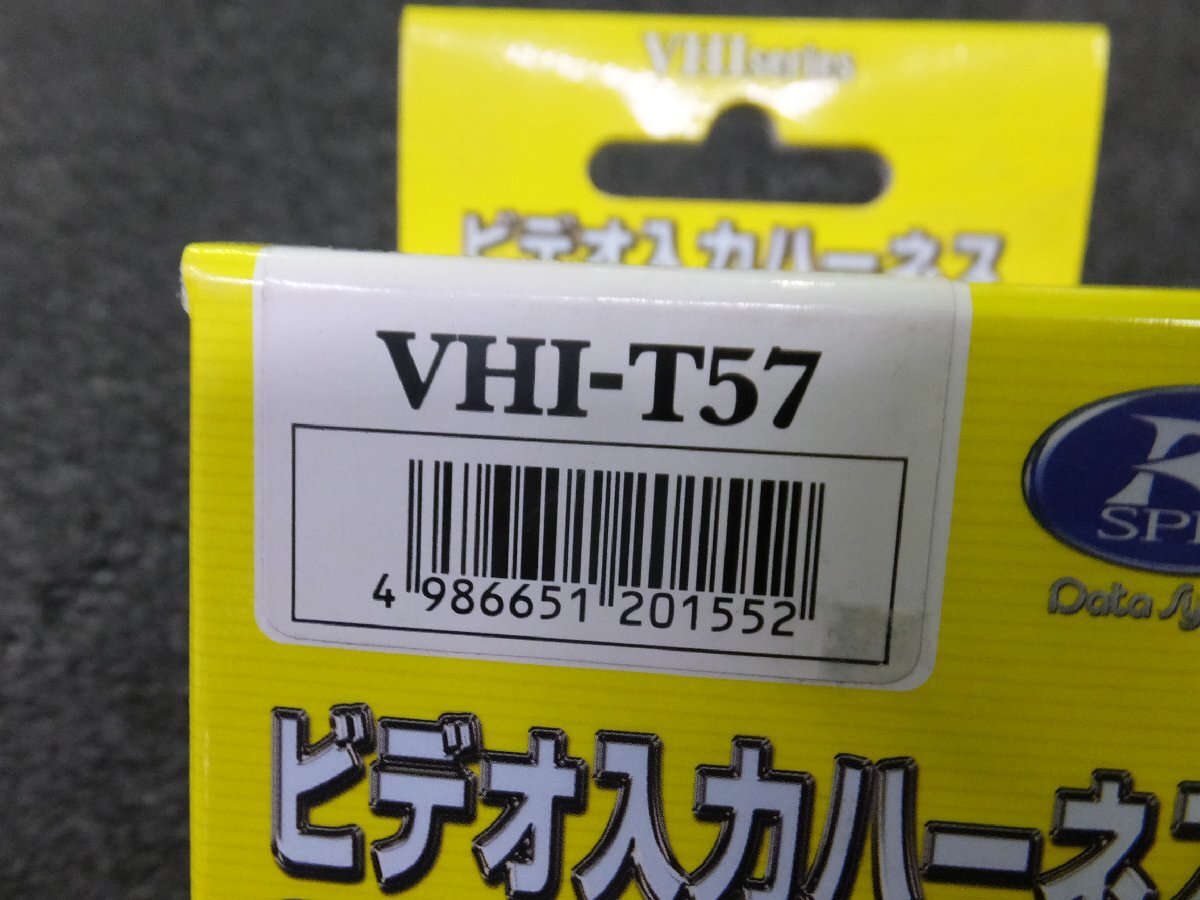 VHIseries
ビデオ入力ハーネス
VHI-T57
4 986651 201552
Data
ビデオ入力ハーネ